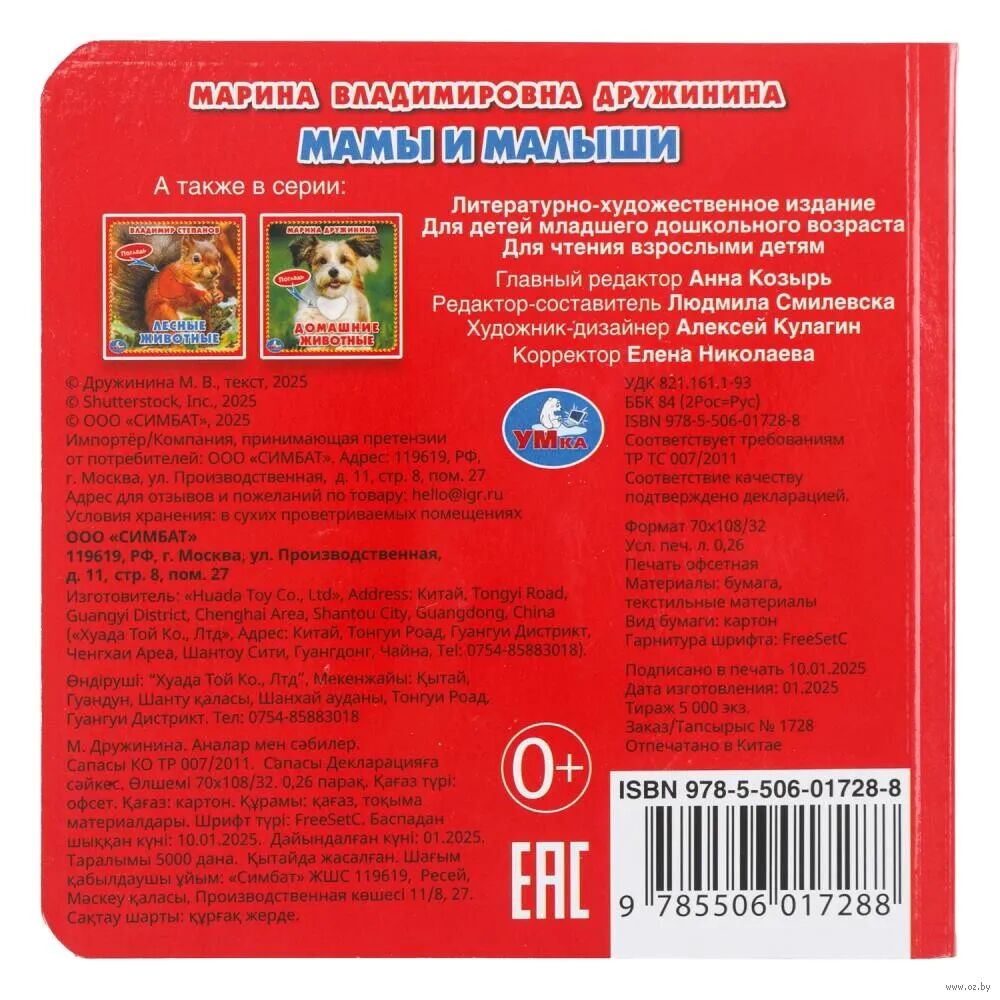 МАРИНА ВЛАДИМИРОВНА ДРУЖИНИНА
МАМЫ И МАЛЫШИ
А также в серии:
ВЛАДИМИР СТЕПАНОВ
Погладь
ЛЕСНЫЕ
ЖИВОТНЫЕ
МАРИНА ДРУЖИНИНА
Погладь
ДОМАШНИЕ
ЖИВОТНЫЕ
Литературно-художественное издание
Для детей младшего дошкольного возраста
Для чтения взрослыми детям
Главный редактор Анна Козырь
Редактор-составитель Людмила Смилевска
Художник-дизайнер Алексей Кулагин
Корректор Елена Николаева
© Дружинина М. В., текст, 2025
© Shutterstock, Inc., 2025
© ООО «СИМБАТ», 2025
Импортёр/Компания, принимающая претензии
от потребителей: ООО «СИМБАТ». Адрес: 119619, РФ,
г. Москва, ул. Производственная, д. 11, стр. 8, пом. 27
Адрес для отзывов и пожеланий по товару: hello@igr.ru
Условия хранения: в сухих проветриваемых помещениях
ООО «СИМБАТ»
119619, РФ, г. Москва, ул. Производственная,
д. 11, стр. 8, пом. 27
Изготовитель: «Huada Toy Co., Ltd», Address: Китай, Tongyi Road,
Guangyi District, Chenghai Area, Shantou City, Guangdong, China
(«Хуада Той Ко., Лтд», Адрес: Китай, Тонгуи Роад, Гуангуи Дистрикт,
Ченгхаи Ареа, Шантоу Сити, Гуангдонг, Чайна, Tel: 0754-85883018).
Өндіруші: “Хуада Той Ко., Лтд”, Мекенжайы: Қытай,
Гуандун, Шанту қаласы, Шанхай ауданы, Тонгуи Роад,
Гуангуи Дистрикт. Тел: 0754-85883018
М. Дружинина. Аналар мен сәбилер.
Сапасы КО ТР 007/2011. Сапасы Декларацияға
сәйкес. Өлшемі 70х108/32. 0,26 парақ. Қағаз түрі:
офсет. Қағаз: картон. Құрамы: қағаз, тоқыма
материалдары. Шрифт түрі: FreeSetC. Баспадан
шыққан күні: 10.01.2025. Дайындалған күні: 01.2025.
Таралымы 5000 дана. Қытайда жасалған. Шағым
қабылдаушы ұйым: «Симбат» ЖШС 119619, Ресей,
Мәскеу қаласы, Производственная көшесі 11/8, 27.
Сақтау шарты: құрғақ жерде.
УМка
УДК 821.161.1-93
ББК 84 (2Рос=Рус)
ISBN 978-5-506-01728-8
Соответствует требованиям
ТР ТС 007/2011
Соответствие качеству
подтверждено декларацией.
Формат 70х108/32
Усл. печ. л. 0,26
Печать офсетная
Материалы: бумага,
текстильные материалы
Вид бумаги: картон
Гарнитура шрифта: FreeSetC
Подписано в печать 10.01.2025
Дата изготовления: 01.2025
Тираж 5 000 экз.
Заказ/Тапсырыс № 1728
Отпечатано в Китае
0+
EAC
ISBN 978-5-506-01728-8
9 785506 017288
www.oz.by